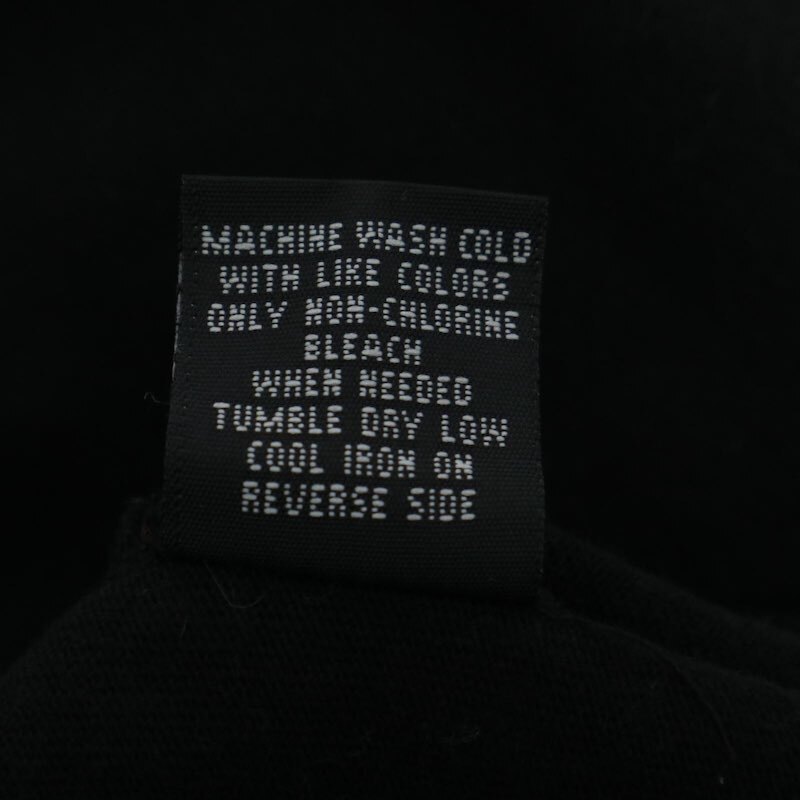 MACHINE WASH COLD
WITH LIKE COLORS
ONLY NON-CHLORINE
BLEACH
WHEN NEEDED
TUMBLE DRY LOW
COOL IRON ON
REVERSE SIDE